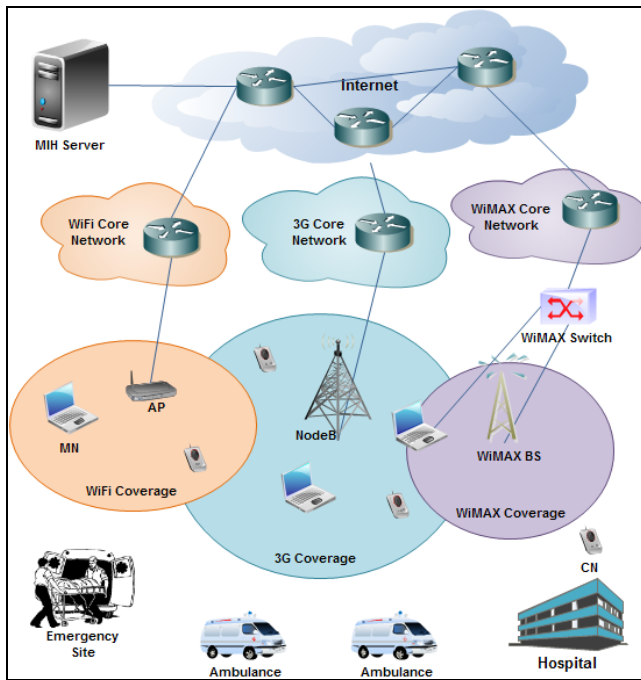 Internet
MIH Server
WiFi Core
Network
3G Core
Network
WiMAX Core
Network
WiMAX Switch
AP
MN
NodeB
WiMAX BS
WiFi Coverage
WiMAX Coverage
3G Coverage
CN
Emergency
Site
Ambulance
Ambulance
Hospital